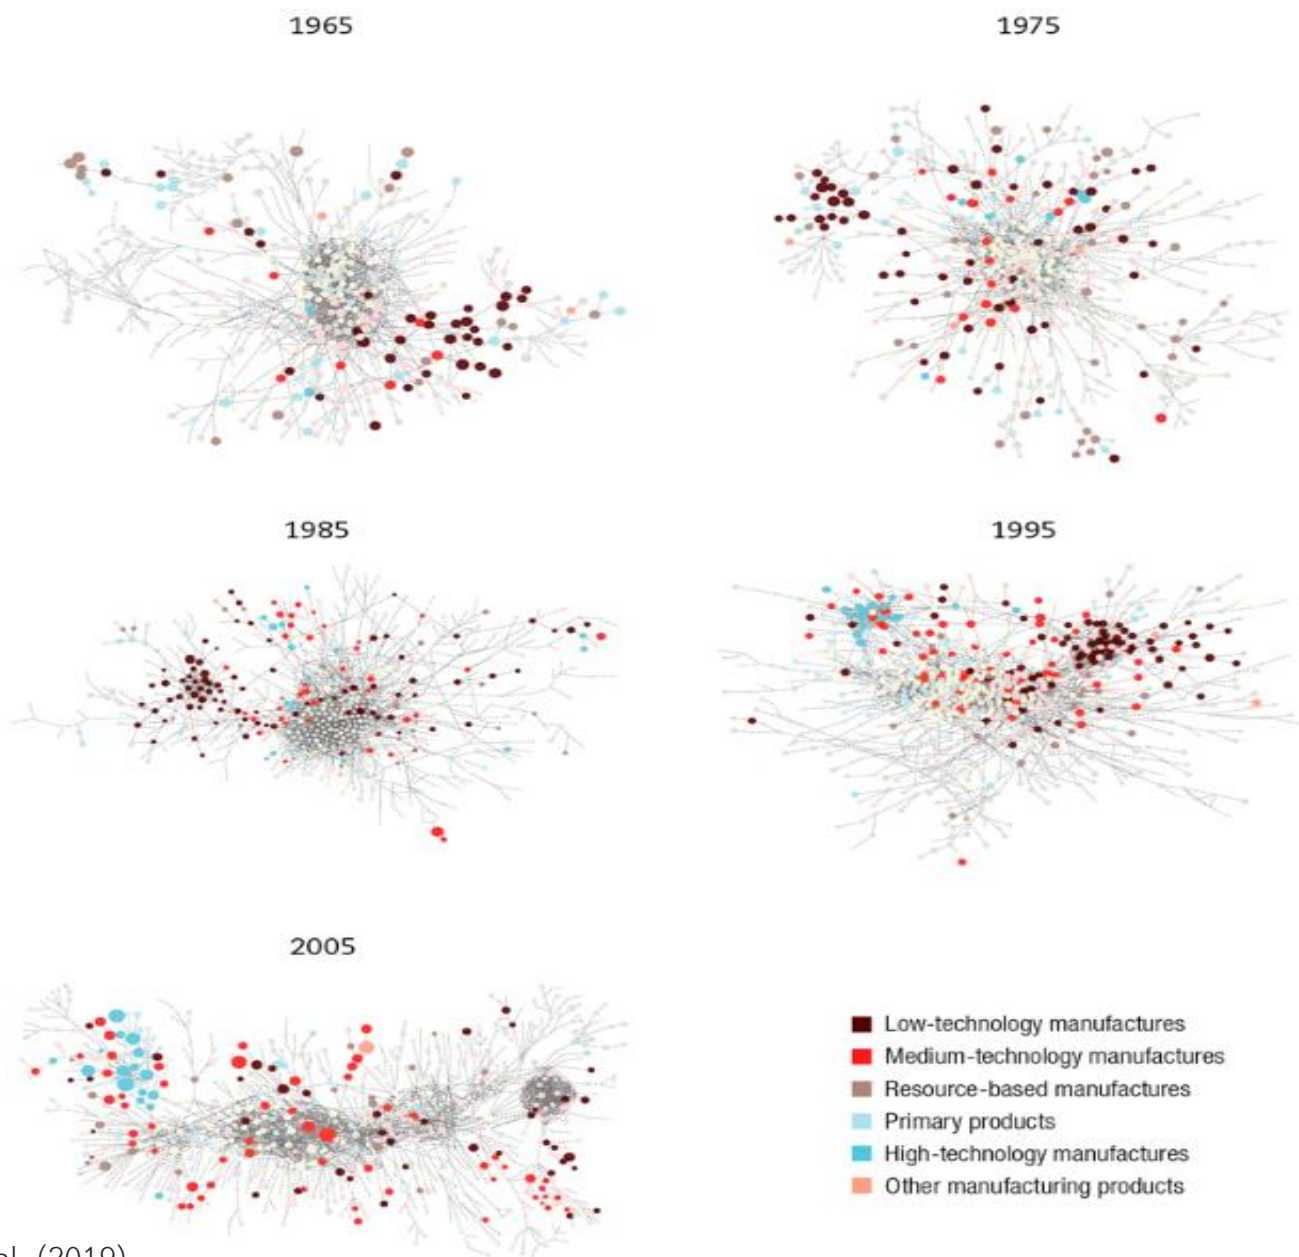 1965
1975
1985
1995
2005
Low-technology manufactures
Medium-technology manufactures
Resource-based manufactures
Primary products
High-technology manufactures
Other manufacturing products
(2019)